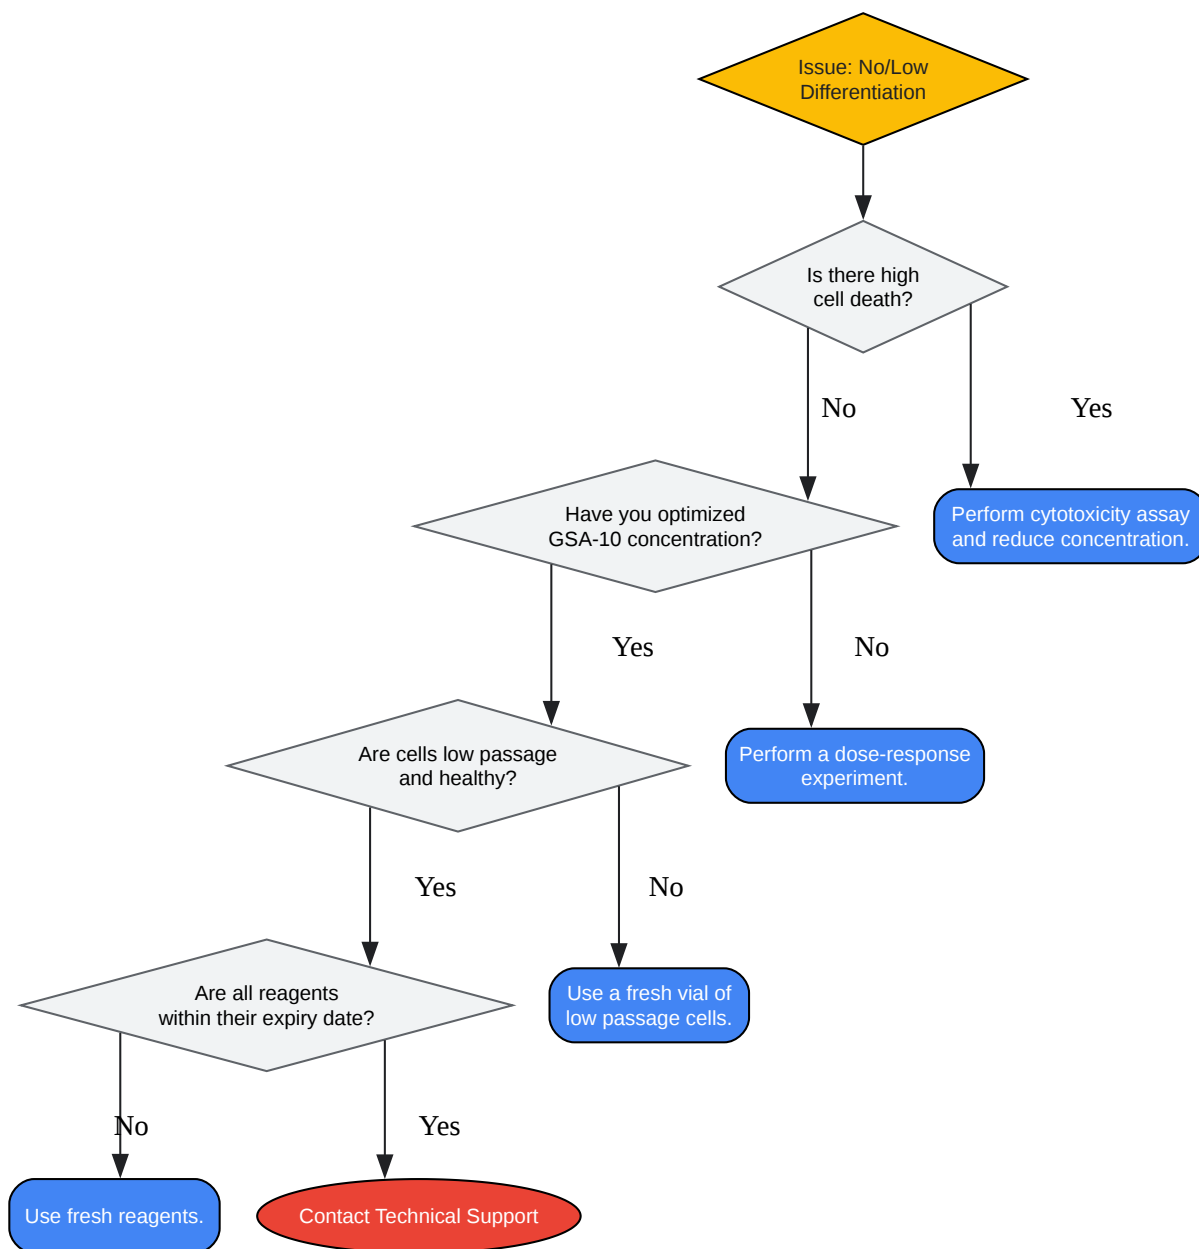 Issue: No/Low
Differentiation
Is there high
cell death?
No
Yes
Have you optimized
GSA-10 concentration?
Perform cytotoxicity assay
and reduce concentration.
Yes
No
Are cells low passage
and healthy?
Perform a dose-response
experiment.
Yes
No
Are all reagents
within their expiry date?
Use a fresh vial of
low passage cells.
No
Yes
Use fresh reagents.
Contact Technical Support